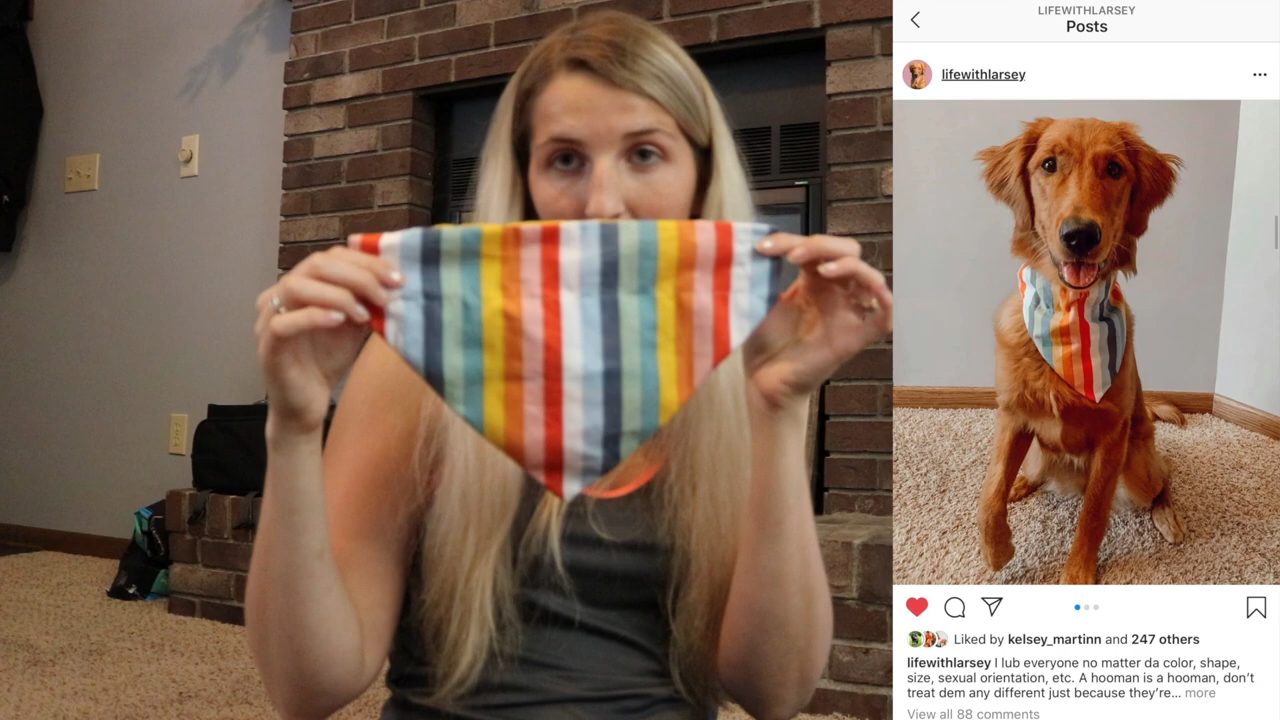 LIFEWITHLARSEY
Posts
lifewithlarsey
Liked by kelsey_martinn and 247 others
lifewithlarsey I lub everyone no matter da color, shape,
size, sexual orientation, etc. A hooman is a hooman, don't
treat dem any different just because they're... more
View all 88 comments